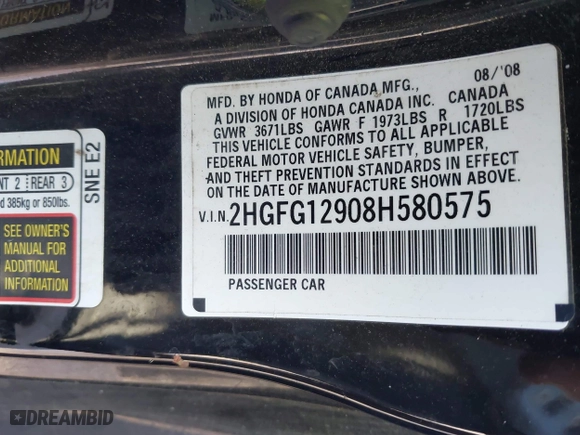 MFD. BY HONDA OF CANADA MFG., 08/'08
A DIVISION OF HONDA CANADA INC. CANADA
GVWR 3671LBS GAWR F 1973LBS R 1720LBS
THIS VEHICLE CONFORMS TO ALL APPLICABLE
FEDERAL MOTOR VEHICLE SAFETY, BUMPER,
AND THEFT PREVENTION STANDARDS IN EFFECT
ON THE DATE OF MANUFACTURE SHOWN ABOVE.
V.I.N. 2HGFG12908H580575
PASSENGER CAR
2 REAR 3
385kg or 850lbs.
SEE OWNER'S
MANUAL FOR
ADDITIONAL
INFORMATION
SNE E2
DREAMBID